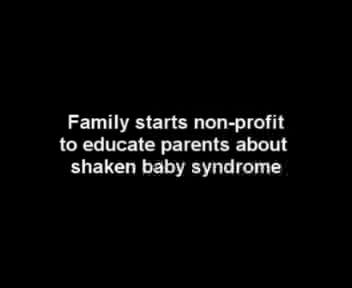 Family starts non-profit
to educate parents about
shaken baby syndrome